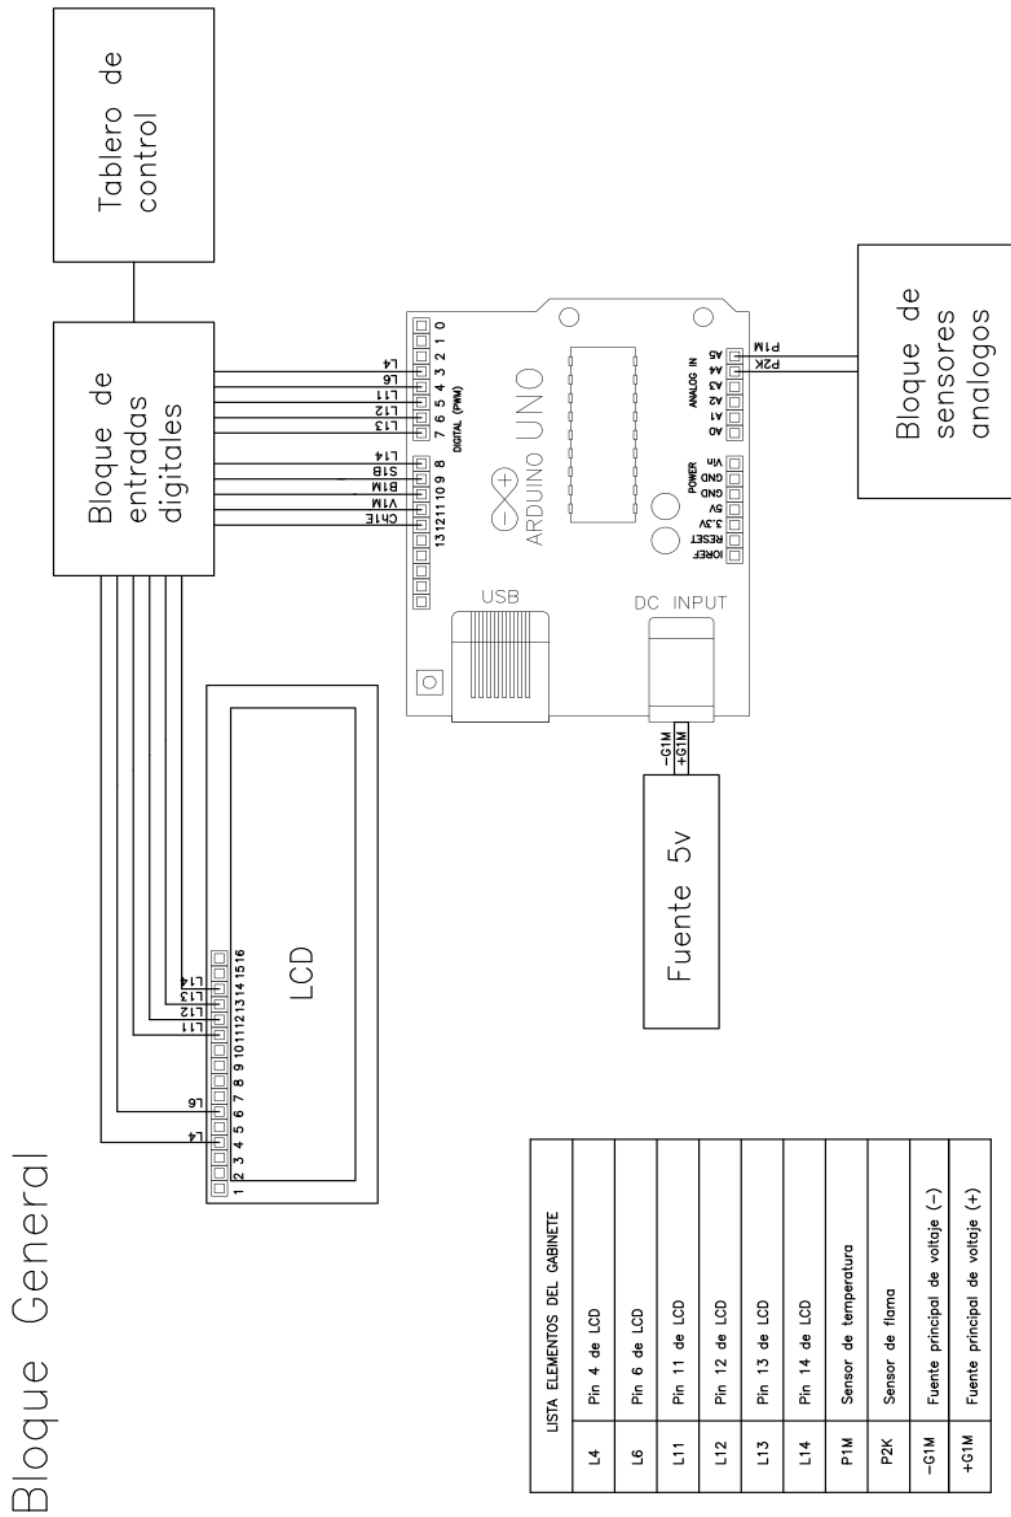 Bloque General
Bloque de
entradas
digitales
Tablero de
control
L4
L6
L11
L12
L13
L14
1 2 3 4 5 6 7 8 9 10 11 12 13 14 15 16
LCD
Ch1E
V1M
B1M
S1B
L14
L13
L12
L11
L6
L4
13 12 11 10 9 8 7 6 5 4 3 2 1 0
DIGITAL (PWM)
USB
ARDUINO UNO
DC INPUT
POWER
ANALOG IN
IOREF
RESET
3.3V
5V
GND
GND
Vin
A0
A1
A2
A3
A4
A5
-G1M
+G1M
Fuente 5v
P2K
P1M
Bloque de
sensores
analogos
LISTA ELEMENTOS DEL GABINETE
L4 Pin 4 de LCD
L6 Pin 6 de LCD
L11 Pin 11 de LCD
L12 Pin 12 de LCD
L13 Pin 13 de LCD
L14 Pin 14 de LCD
P1M Sensor de temperatura
P2K Sensor de flama
-G1M Fuente principal de voltaje (-)
+G1M Fuente principal de voltaje (+)